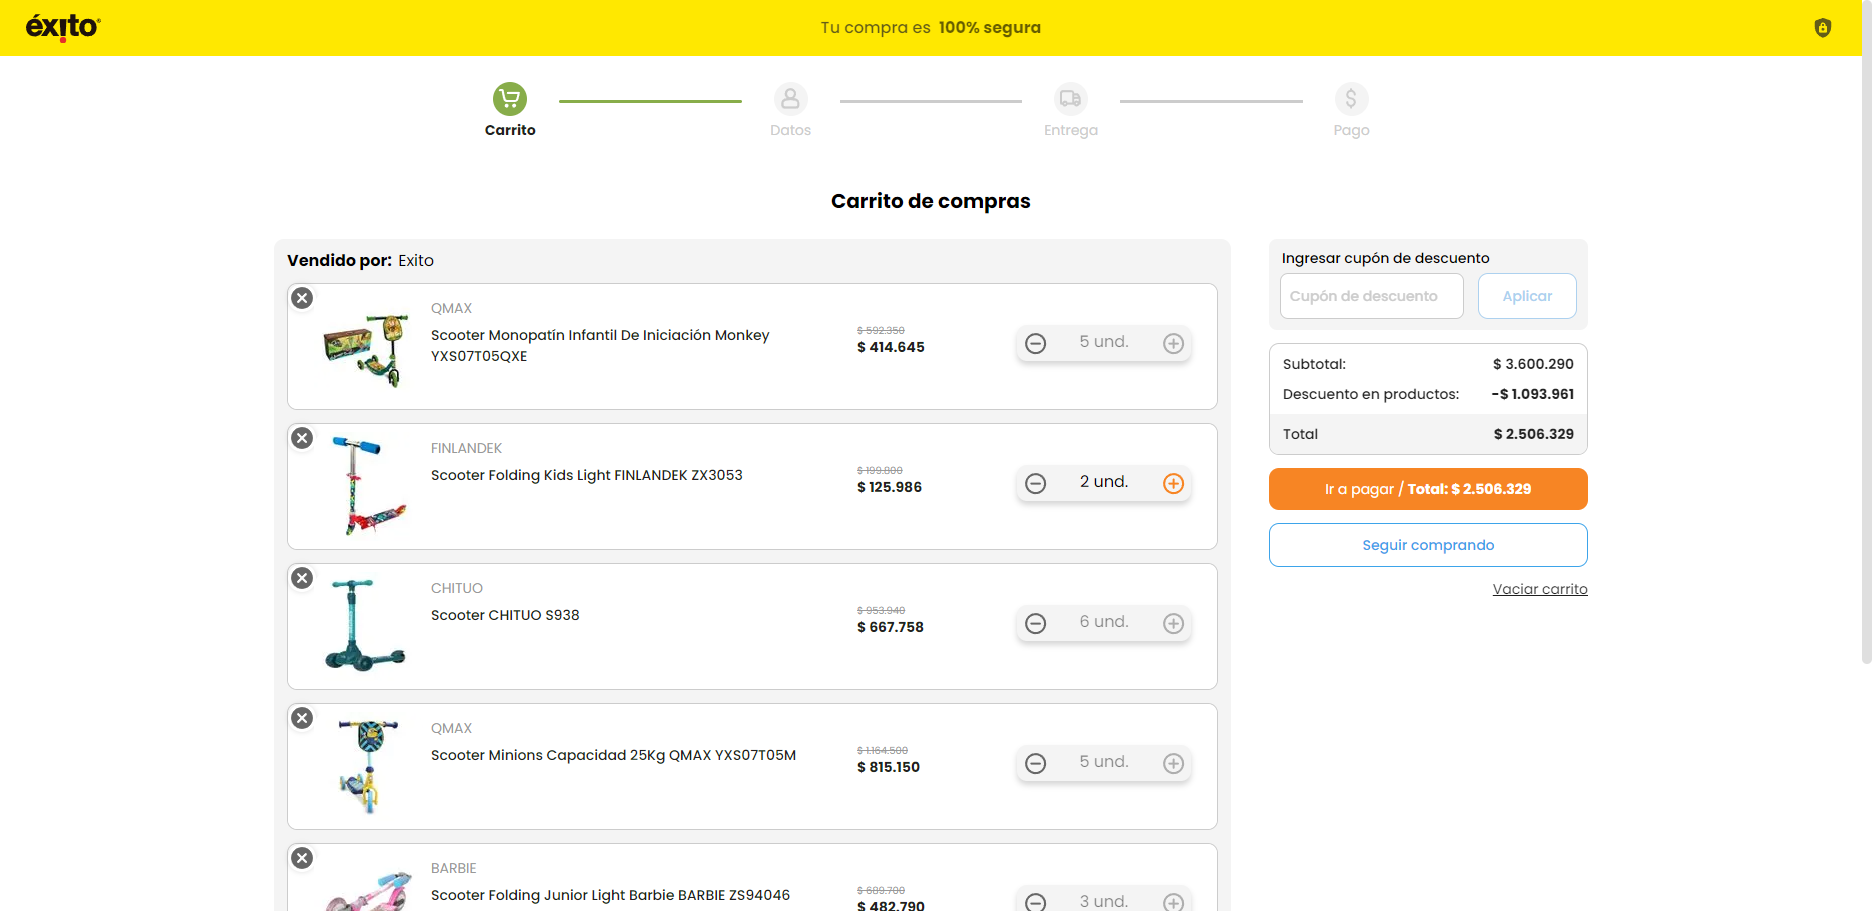 éxito
Tu compra es 100% segura
Carrito
Datos
Entrega
Pago
Carrito de compras
Vendido por: Exito
QMAX
Scooter Monopatín Infantil De Iniciación Monkey
YXS07T05QXE
$ 592.350
$ 414.645
5 und.
FINLANDEK
Scooter Folding Kids Light FINLANDEK ZX3053
$ 199.800
$ 125.986
2 und.
CHITUO
Scooter CHITUO S938
$ 953.940
$ 667.758
6 und.
QMAX
Scooter Minions Capacidad 25Kg QMAX YXS07T05M
$ 1.164.500
$ 815.150
5 und.
BARBIE
Scooter Folding Junior Light Barbie BARBIE ZS94046
$ 689.700
$ 482.790
3 und.
Ingresar cupón de descuento
Cupón de descuento
Aplicar
Subtotal: $ 3.600.290
Descuento en productos: -$ 1.093.961
Total $ 2.506.329
Ir a pagar / Total: $ 2.506.329
Seguir comprando
Vaciar carrito